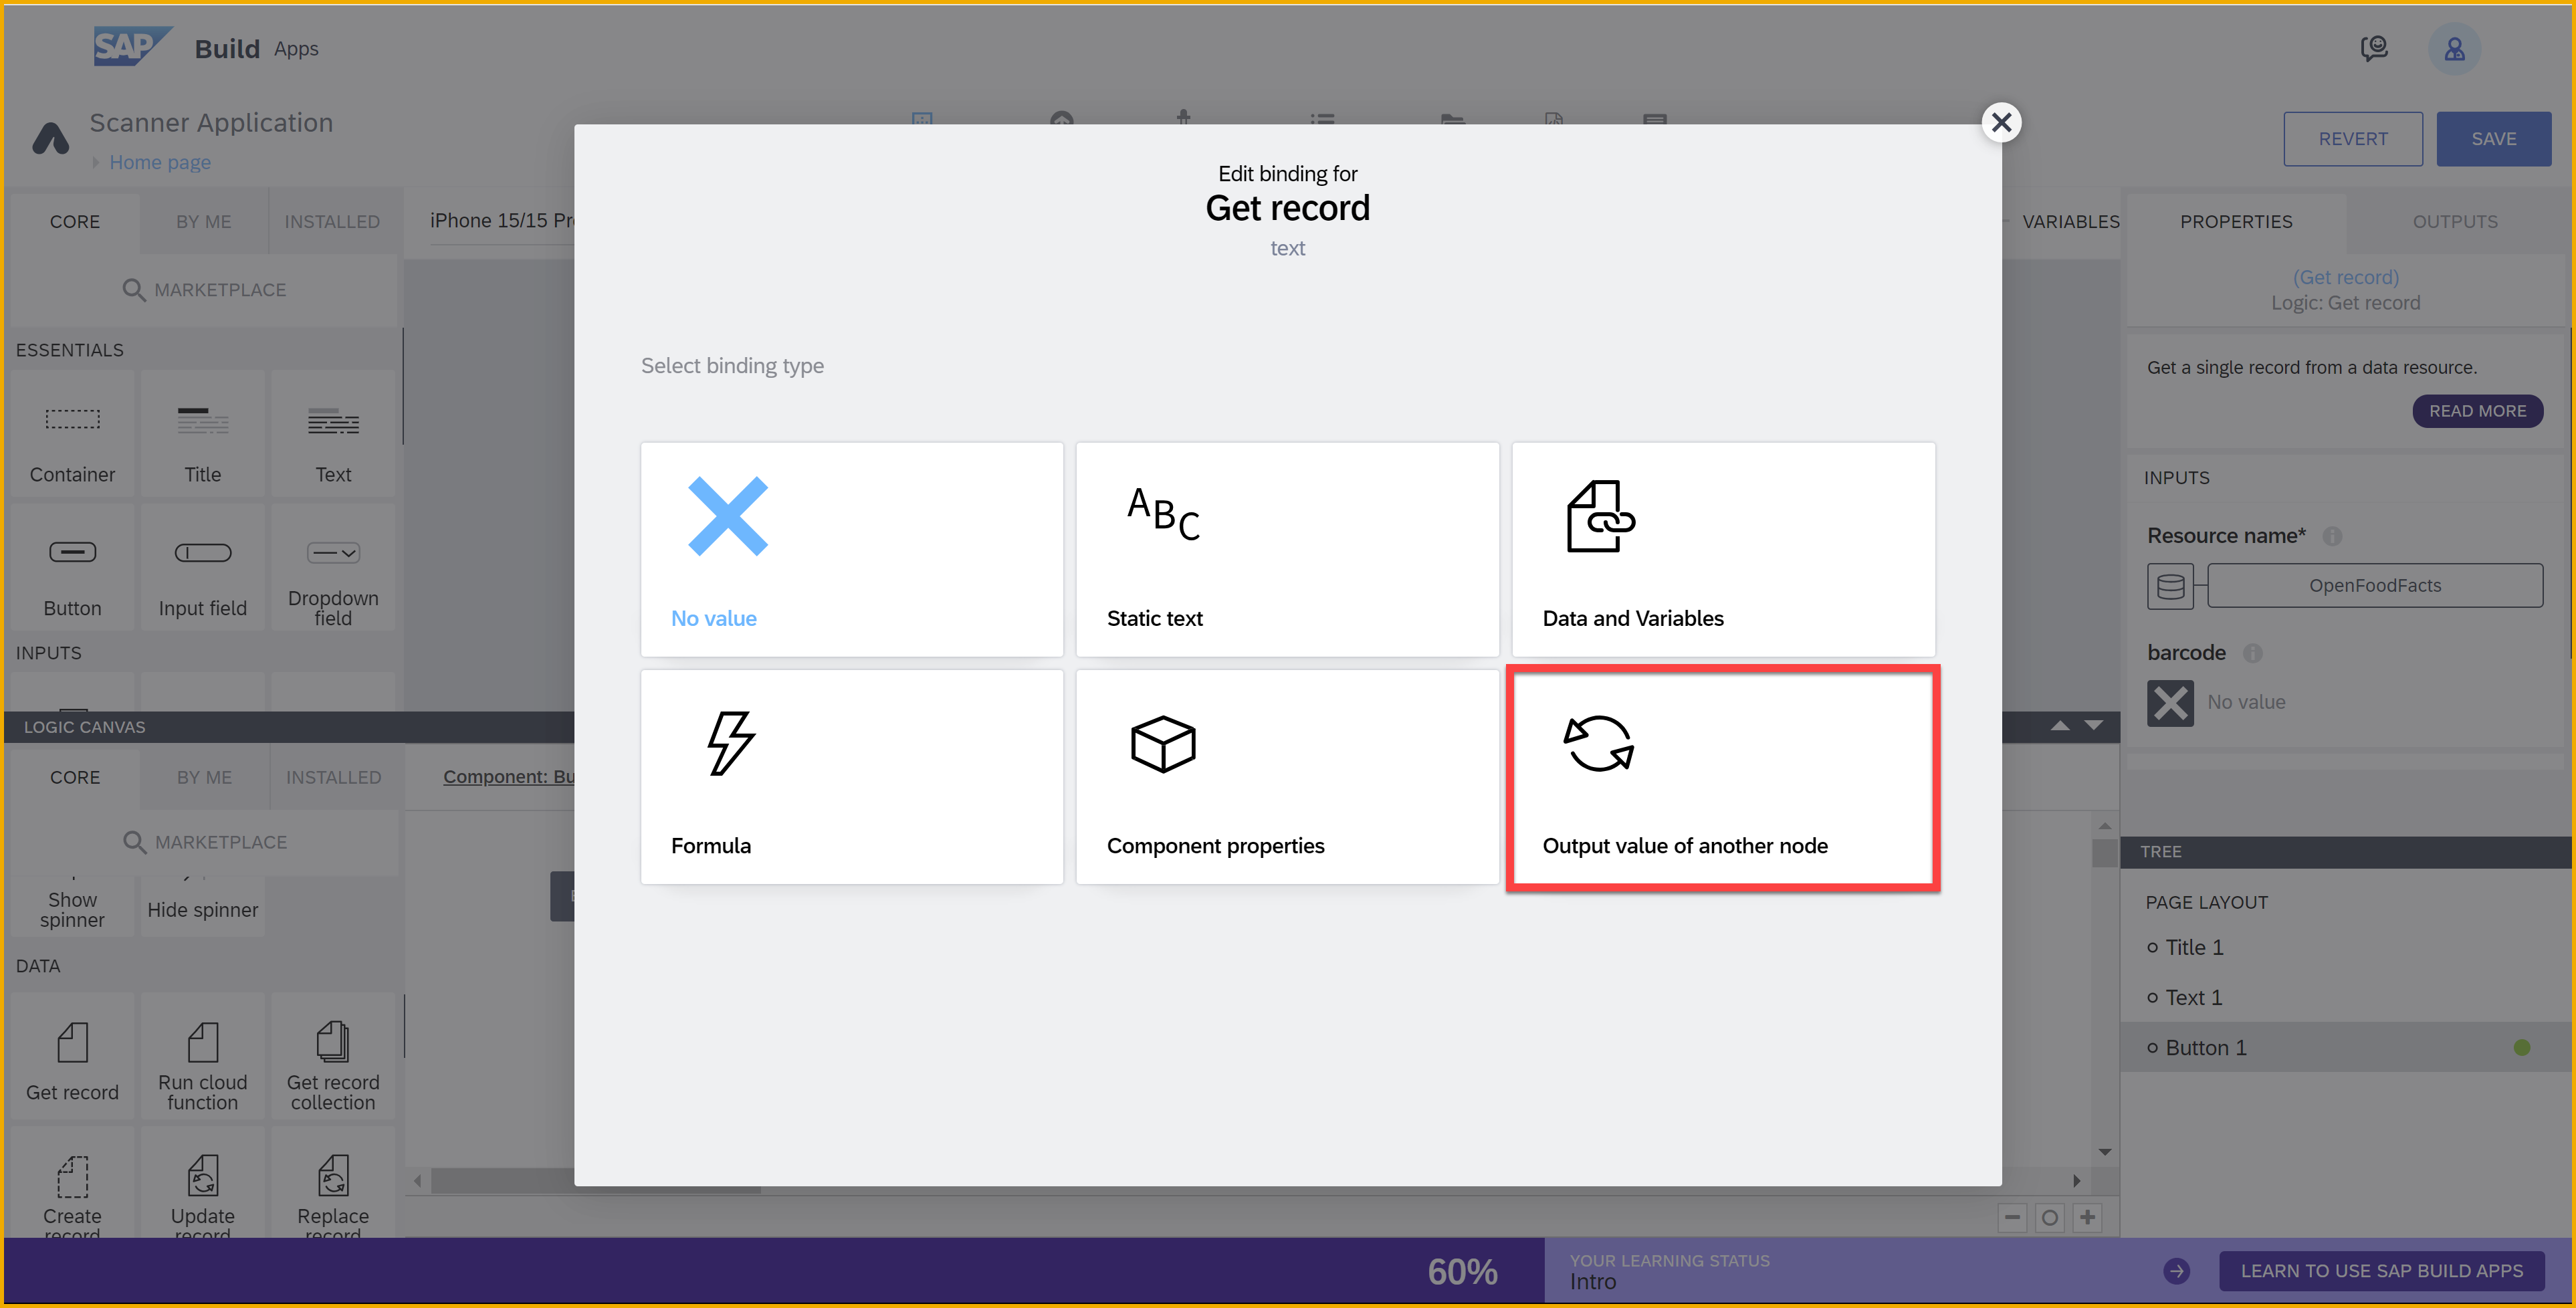 SAP Build Apps
Scanner Application
Home page
REVERT
SAVE
CORE
BY ME
INSTALLED
MARKETPLACE
ESSENTIALS
Container
Title
Text
Button
Input field
Dropdown
field
INPUTS
iPhone 15/15 Pr
VARIABLES
Edit binding for
Get record
text
Select binding type
No value
Static text
Data and Variables
Formula
Component properties
Output value of another node
PROPERTIES
OUTPUTS
(Get record)
Logic: Get record
Get a single record from a data resource.
READ MORE
INPUTS
Resource name*
OpenFoodFacts
barcode
No value
LOGIC CANVAS
CORE
BY ME
INSTALLED
Component: Bu
MARKETPLACE
Show
spinner
Hide spinner
DATA
Get record
Run cloud
function
Get record
collection
Create
record
Update
record
Replace
record
TREE
PAGE LAYOUT
Title 1
Text 1
Button 1
60%
YOUR LEARNING STATUS
Intro
LEARN TO USE SAP BUILD APPS